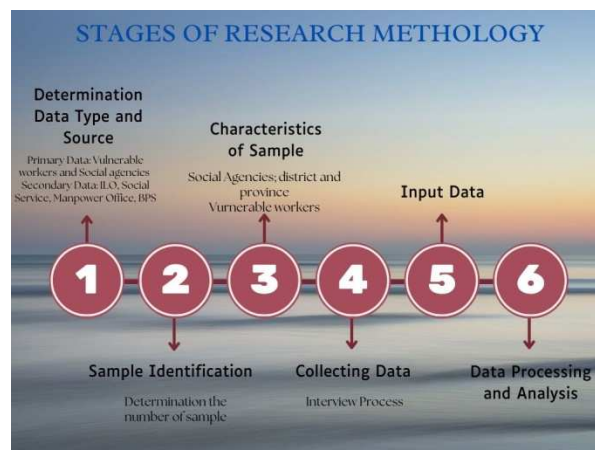 STAGES OF RESEARCH METHOLOGY
Determination
Data Type and
Source
Primary Data: Vulnerable
workers and Social agencies
Secondary Data: ILO, Social
Service, Manpower Office, BPS
Characteristics
of Sample
Social Agencies; district and
province
Vurnerable workers
Input Data
1
2
3
4
5
6
Sample Identification
Determination the
number of sample
Collecting Data
Interview Process
Data Processing
and Analysis